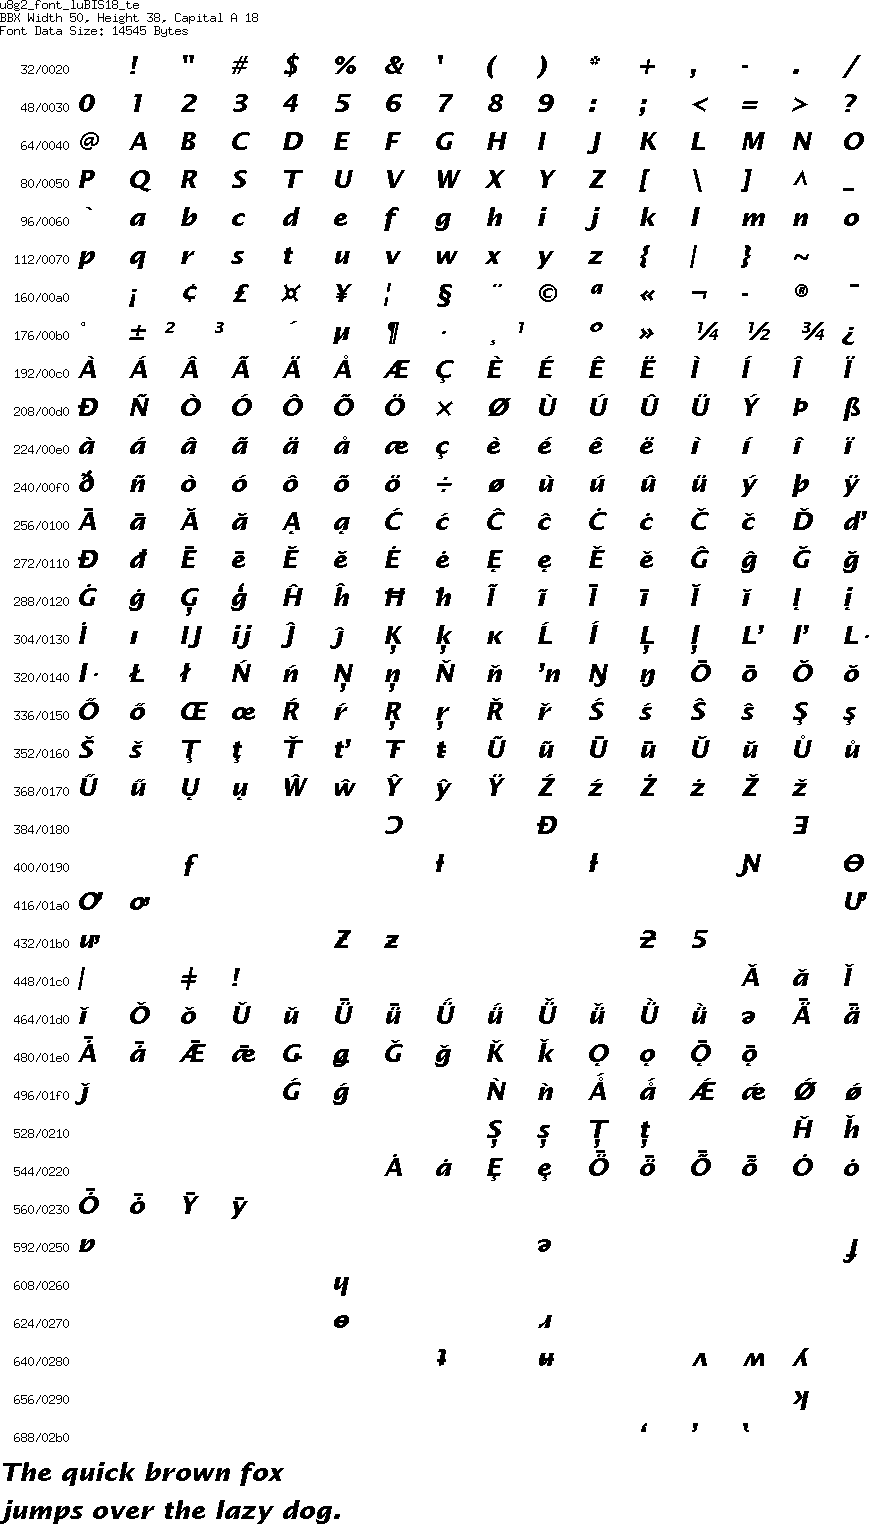 u8g2_font_luBIS18_te
BBX Width 50, Height 38, Capital A 18
Font Data Size: 14545 Bytes
32/0020 ! " # $ % & ' ( ) * + , - . /
48/0030 0 1 2 3 4 5 6 7 8 9 : ; < = > ?
64/0040 @ A B C D E F G H I J K L M N O
80/0050 P Q R S T U V W X Y Z [ \ ] ^ _
96/0060 ` a b c d e f g h i j k l m n o
112/0070 p q r s t u v w x y z { | } ~
160/00a0 ¡ ¢ £ ¤ ¥ ¦ § ¨ © ª « ¬ - ® ¯
176/00b0 ° ± ² ³ ´ µ ¶ · ¸ ¹ º » ¼ ½ ¾ ¿
192/00c0 À Á Â Ã Ä Å Æ Ç È É Ê Ë Ì Í Î Ï
208/00d0 Ð Ñ Ò Ó Ô Õ Ö × Ø Ù Ú Û Ü Ý Þ ß
224/00e0 à á â ã ä å æ ç è é ê ë ì í î ï
240/00f0 ð ñ ò ó ô õ ö ÷ ø ù ú û ü ý þ ÿ
256/0100 Ā ā Ă ă Ą ą Ć ć Ĉ ĉ Ċ ċ Č č Ď ď
272/0110 Đ đ Ē ē Ĕ ĕ Ė ė Ę ę Ě ě Ĝ ĝ Ğ ğ
288/0120 Ġ ġ Ģ ģ Ĥ ĥ Ħ ħ Ĩ ĩ Ī ī Ĭ ĭ Į į
304/0130 İ ı Ĳ ĳ Ĵ ĵ Ķ ķ ĸ Ĺ ĺ Ļ ļ Ľ ľ Ŀ
320/0140 ŀ Ł ł Ń ń Ņ ņ Ň ň ŉ Ŋ ŋ Ō ō Ŏ ŏ
336/0150 Ő ő Œ œ Ŕ ŕ Ŗ ŗ Ř ř Ś ś Ŝ ŝ Ş ş
352/0160 Š š Ţ ţ Ť ť Ŧ ŧ Ũ ũ Ū ū Ŭ ŭ Ů ů
368/0170 Ű ű Ų ų Ŵ ŵ Ŷ ŷ Ÿ Ź ź Ż ż Ž ž
384/0180 Ɔ Ɖ Ǝ
400/0190 ƒ Ɨ ƚ Ɲ Ɵ
416/01a0 Ơ ơ Ư
432/01b0 ư Ƶ ƶ ƻ Ƽ
448/01c0 ǀ ǂ ǃ Ǎ ǎ Ǐ
464/01d0 ǐ Ǒ ǒ Ǔ ǔ Ǖ ǖ Ǘ ǘ Ǚ ǚ Ǜ ǜ ǝ Ǟ ǟ
480/01e0 Ǡ ǡ Ǣ ǣ Ǥ ǥ Ǧ ǧ Ǩ ǩ Ǫ ǫ Ǭ ǭ
496/01f0 ǰ Ǵ ǵ Ǹ ǹ Ǻ ǻ Ǽ ǽ Ǿ ǿ
528/0210 Ș ș Ț ț Ȟ ȟ
544/0220 Ȧ ȧ Ȩ ȩ Ȫ ȫ Ȭ ȭ Ȯ ȯ
560/0230 Ȱ ȱ Ȳ ȳ
592/0250 ɐ ə ɟ
608/0260 ɥ
624/0270 ɵ ɹ
640/0280 ʇ ʉ ʌ ʍ ʎ
656/0290 ʞ
688/02b0 ʻ ʼ ʽ
The quick brown fox
jumps over the lazy dog.